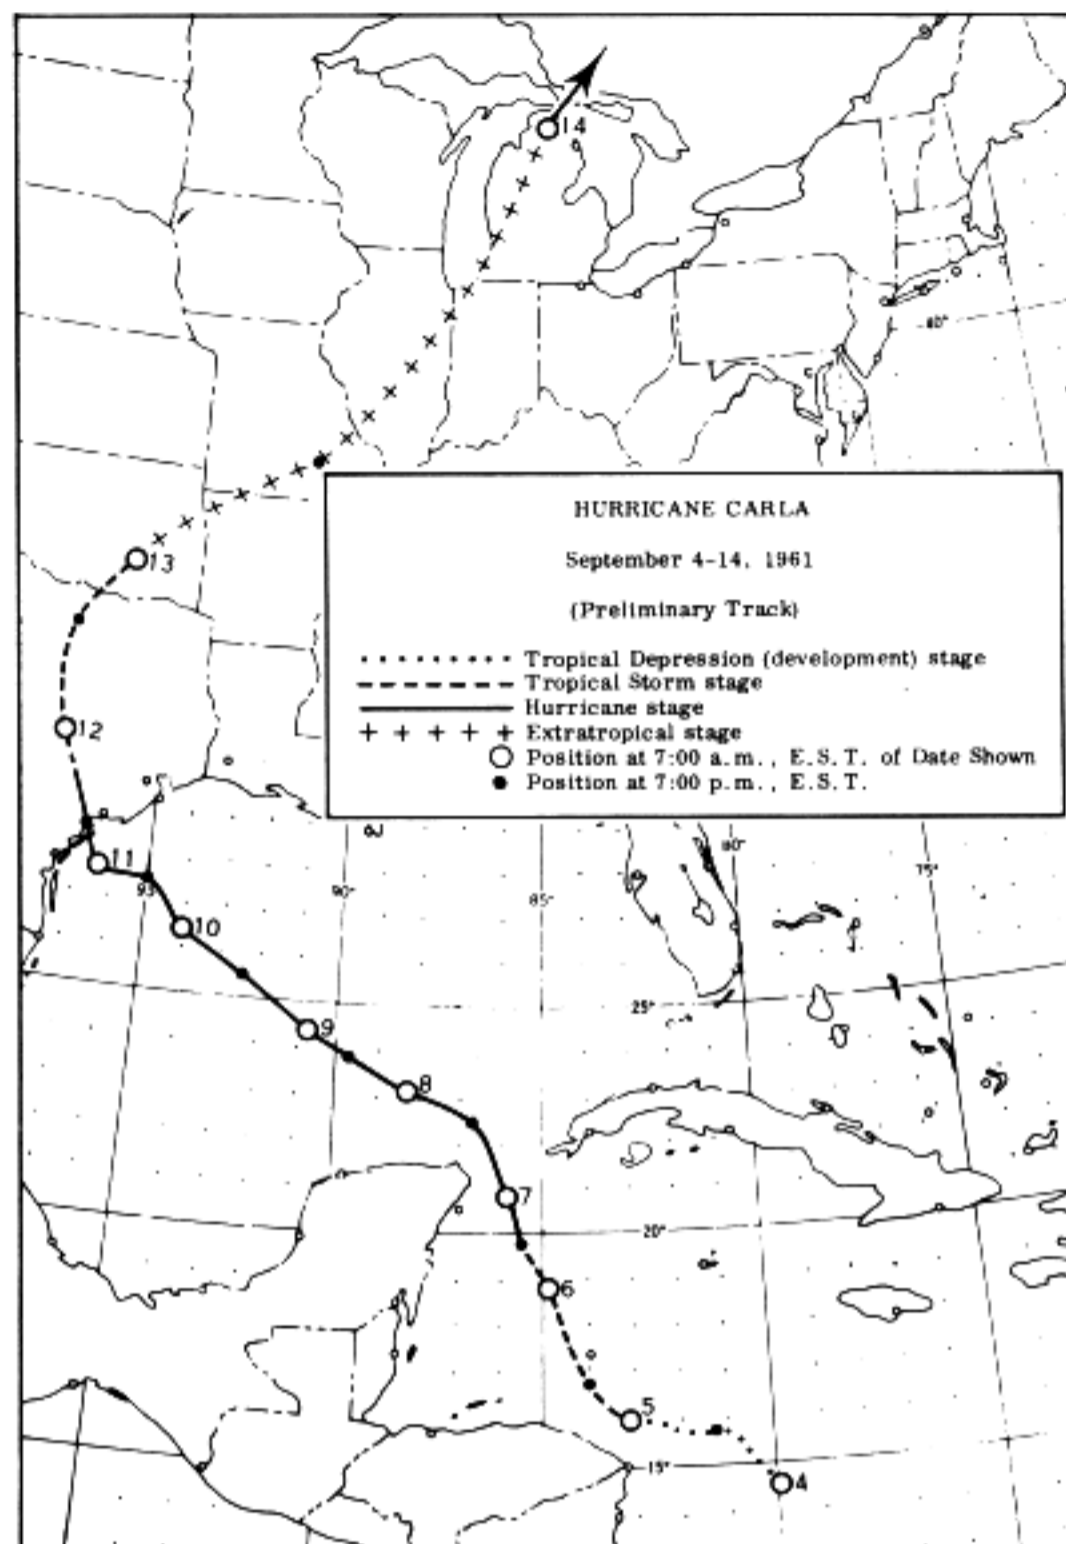 14
40°
HURRICANE CARLA
September 4-14, 1961
(Preliminary Track)
Tropical Depression (development) stage
Tropical Storm stage
Hurricane stage
Extratropical stage
Position at 7:00 a.m., E.S.T. of Date Shown
Position at 7:00 p.m., E.S.T.
13
12
11
80°
75°
90°
85°
10
25°
9
8
7
20°
6
5
15°
4